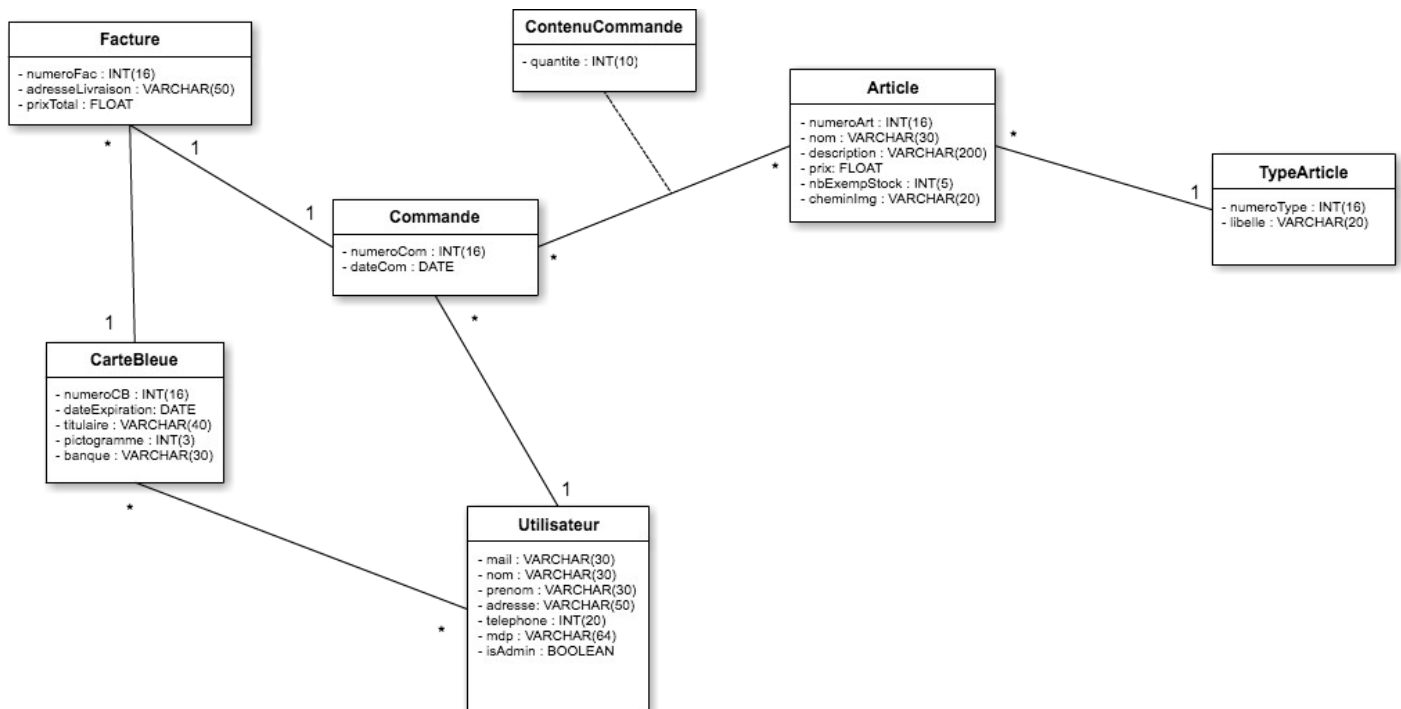 ContenuCommande
- quantite : INT(10)
Facture
- numeroFac : INT(16)
- adresseLivraison : VARCHAR(50)
- prixTotal : FLOAT
Article
- numeroArt : INT(16)
- nom : VARCHAR(30)
- description : VARCHAR(200)
- prix: FLOAT
- nbExempStock : INT(5)
- cheminImg : VARCHAR(20)
*
1
*
*
TypeArticle
- numeroType : INT(16)
- libelle : VARCHAR(20)
1
Commande
- numeroCom : INT(16)
- dateCom : DATE
1
*
*
1
CarteBleue
- numeroCB : INT(16)
- dateExpiration: DATE
- titulaire : VARCHAR(40)
- pictogramme : INT(3)
- banque : VARCHAR(30)
*
1
Utilisateur
- mail : VARCHAR(30)
- nom : VARCHAR(30)
- prenom : VARCHAR(30)
- adresse: VARCHAR(50)
- telephone : INT(20)
- mdp : VARCHAR(64)
- isAdmin : BOOLEAN
*